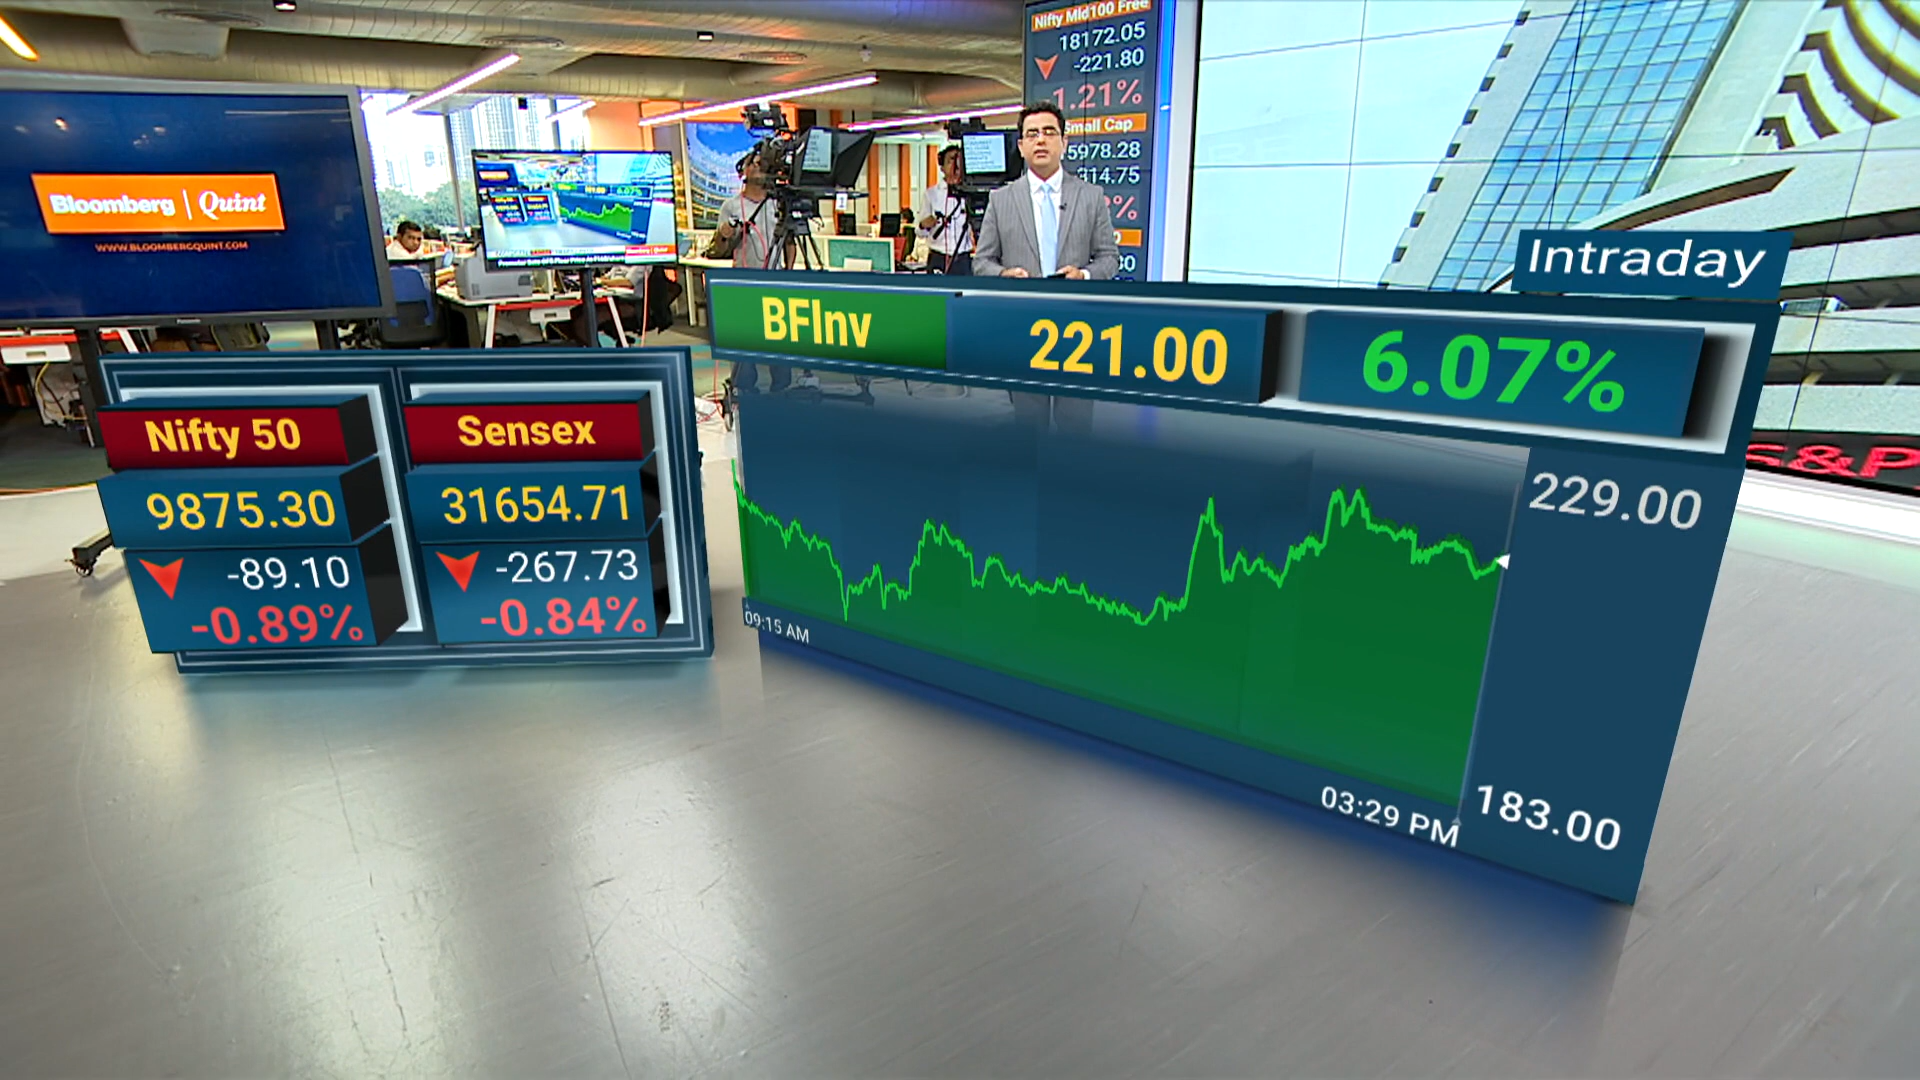 Nifty Mid100 Free
18172.05
-221.80
1.21%
Small Cap
5978.28
314.75
%
Bloomberg | Quint
WWW.BLOOMBERGQUINT.COM
Intraday
BFInv
221.00
6.07%
Nifty 50
9875.30
-89.10
-0.89%
Sensex
31654.71
-267.73
-0.84%
229.00
183.00
09:15 AM
03:29 PM
S&P